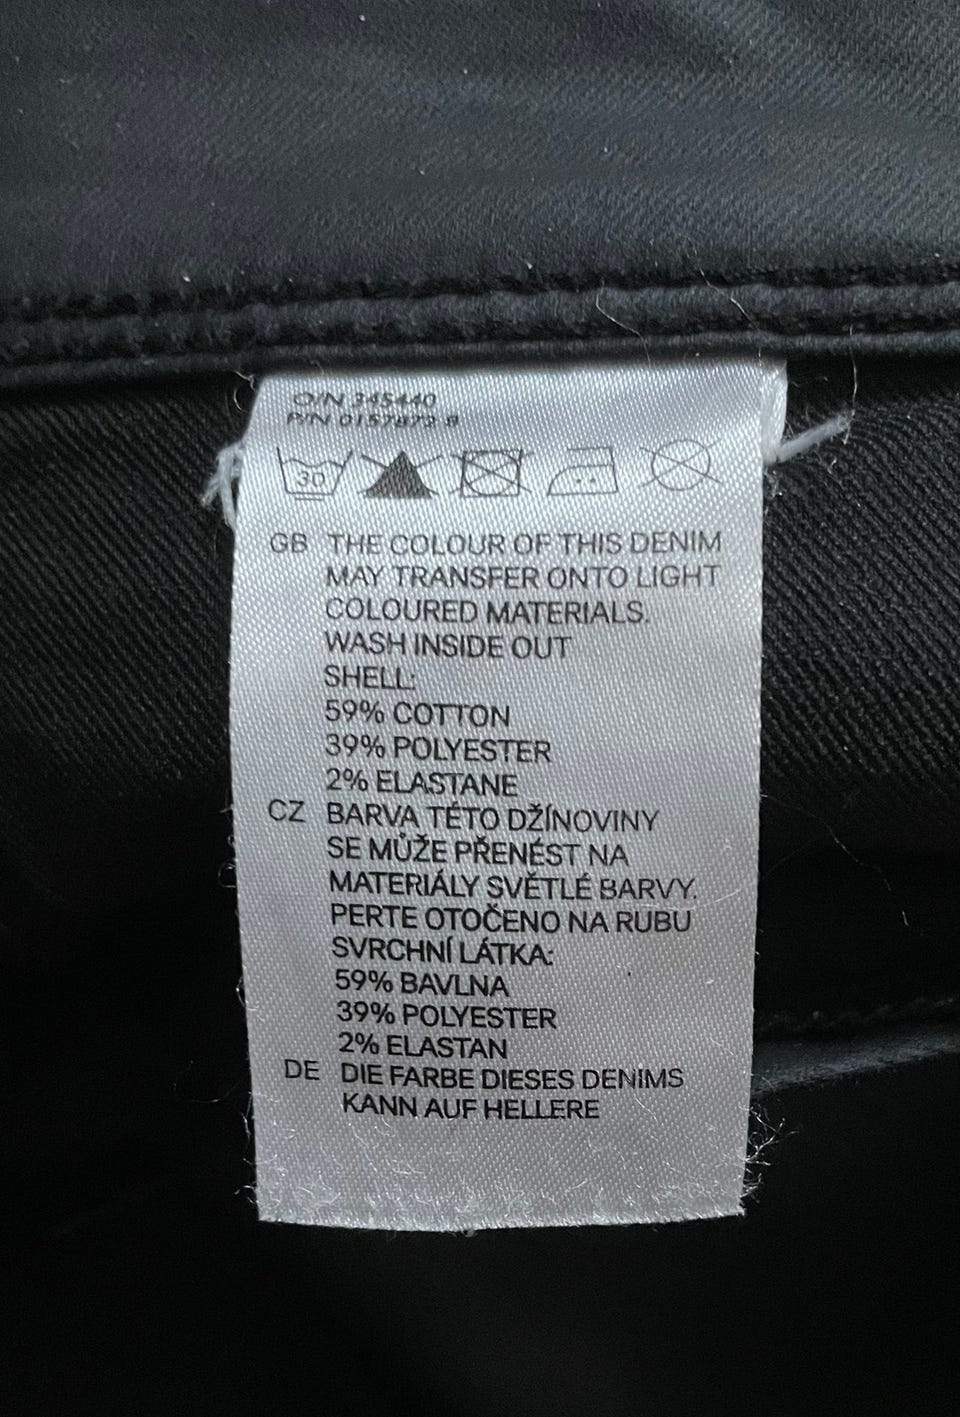 O/N 345440
P/N 0157872 8
30
GB THE COLOUR OF THIS DENIM
MAY TRANSFER ONTO LIGHT
COLOURED MATERIALS.
WASH INSIDE OUT
SHELL:
59% COTTON
39% POLYESTER
2% ELASTANE
CZ BARVA TÉTO DŽÍNOVINY
SE MŮŽE PŘENÉST NA
MATERIÁLY SVĚTLÉ BARVY.
PERTE OTOČENO NA RUBU
SVRCHNÍ LÁTKA:
59% BAVLNA
39% POLYESTER
2% ELASTAN
DE DIE FARBE DIESES DENIMS
KANN AUF HELLERE